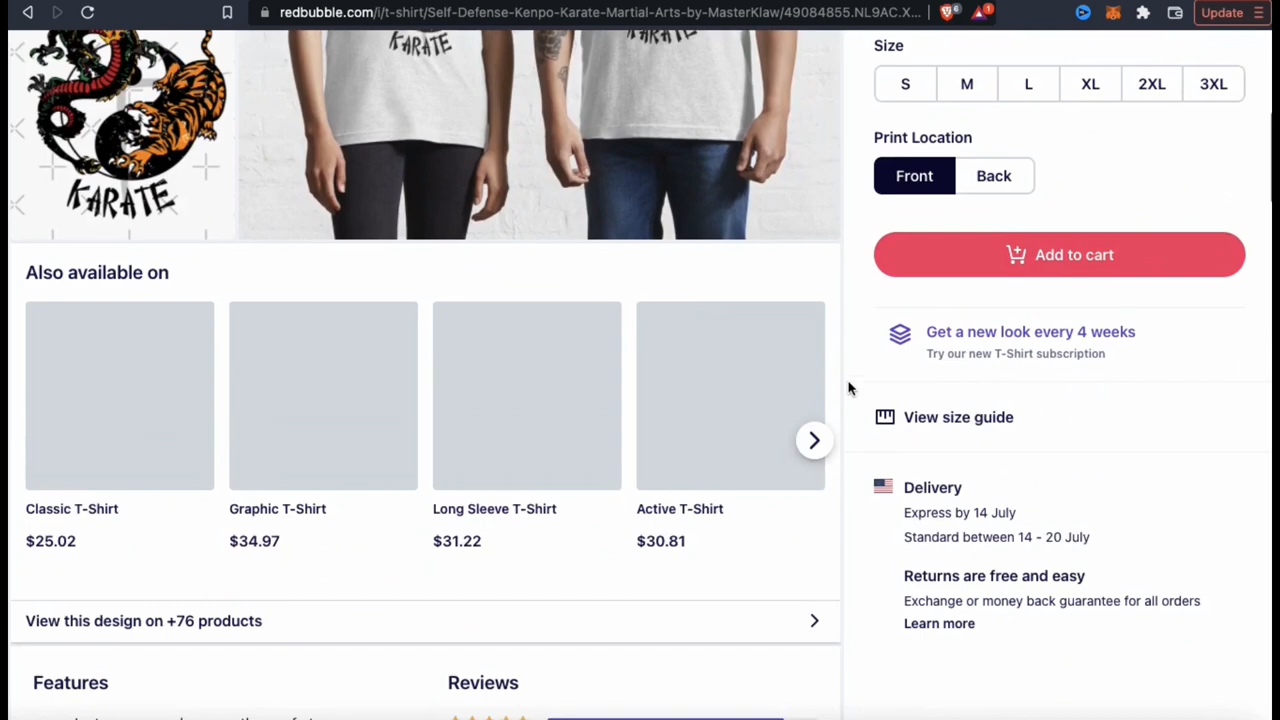 redbubble.com/i/t-shirt/Self-Defense-Kenpo-Karate-Martial-Arts-by-MasterKlaw/49084855.NL9AC.X...
6
1
Update
KARATE
KARATE
KARATE
Size
S M L XL 2XL 3XL
Print Location
Front Back
Add to cart
Get a new look every 4 weeks
Try our new T-Shirt subscription
View size guide
Delivery
Express by 14 July
Standard between 14 - 20 July
Returns are free and easy
Exchange or money back guarantee for all orders
Learn more
Also available on
Classic T-Shirt Graphic T-Shirt Long Sleeve T-Shirt Active T-Shirt
$25.02 $34.97 $31.22 $30.81
View this design on +76 products
Features Reviews